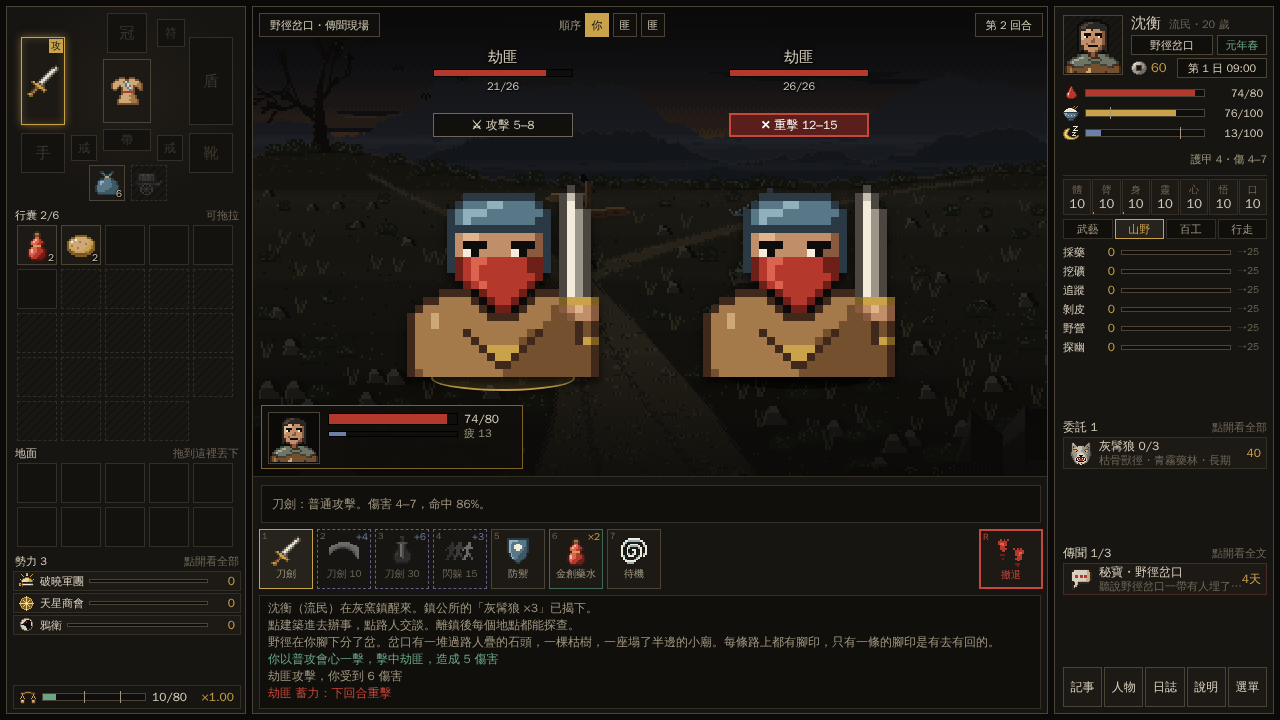 攻
冠
符
盾
手
戒
帶
戒
靴
6
行囊 2/6
可拖拉
2
2
地面
拖到這裡丟下
勢力 3
點開看全部
破曉軍團
0
天星商會
0
鴉衛
0
10/80
×1.00
野徑岔口・傳聞現場
順序
你
匪
匪
第 2 回合
劫匪
21/26
攻擊 5–8
劫匪
26/26
✕ 重擊 12–15
74/80
疲 13
刀劍：普通攻擊。傷害 4–7，命中 86%。
1
刀劍
2
+4
刀劍 10
3
+6
刀劍 30
4
+3
閃躲 15
5
防禦
6
×2
金創藥水
7
待機
R
撤退
沈衡（流民）在灰窯鎮醒來。鎮公所的「灰髯狼 ×3」已揭下。
點建築進去辦事，點路人交談。離鎮後每個地點都能探查。
野徑在你腳下分了岔。岔口有一堆過路人疊的石頭，一棵枯樹，一座塌了半邊的小廟。每條路上都有腳印，只有一條的腳印是有去有回的。
你以普攻會心一擊，擊中劫匪，造成 5 傷害
劫匪攻擊，你受到 6 傷害
劫匪 蓄力：下回合重擊
沈衡
流民・20 歲
野徑岔口
元年春
60
第 1 日 09:00
74/80
76/100
13/100
護甲 4・傷 4–7
體
臂
身
靈
心
悟
口
10
10
10
10
10
10
10
武藝
山野
百工
行走
採藥
0
→25
挖礦
0
→25
追蹤
0
→25
剝皮
0
→25
野營
0
→25
探幽
0
→25
委託 1
點開看全部
灰髯狼 0/3
枯骨獸徑・青霧藥林・長期
40
傳聞 1/3
點開看全文
秘寶・野徑岔口
聽說野徑岔口一帶有人埋了⋯
4天
記事
人物
日誌
說明
選單